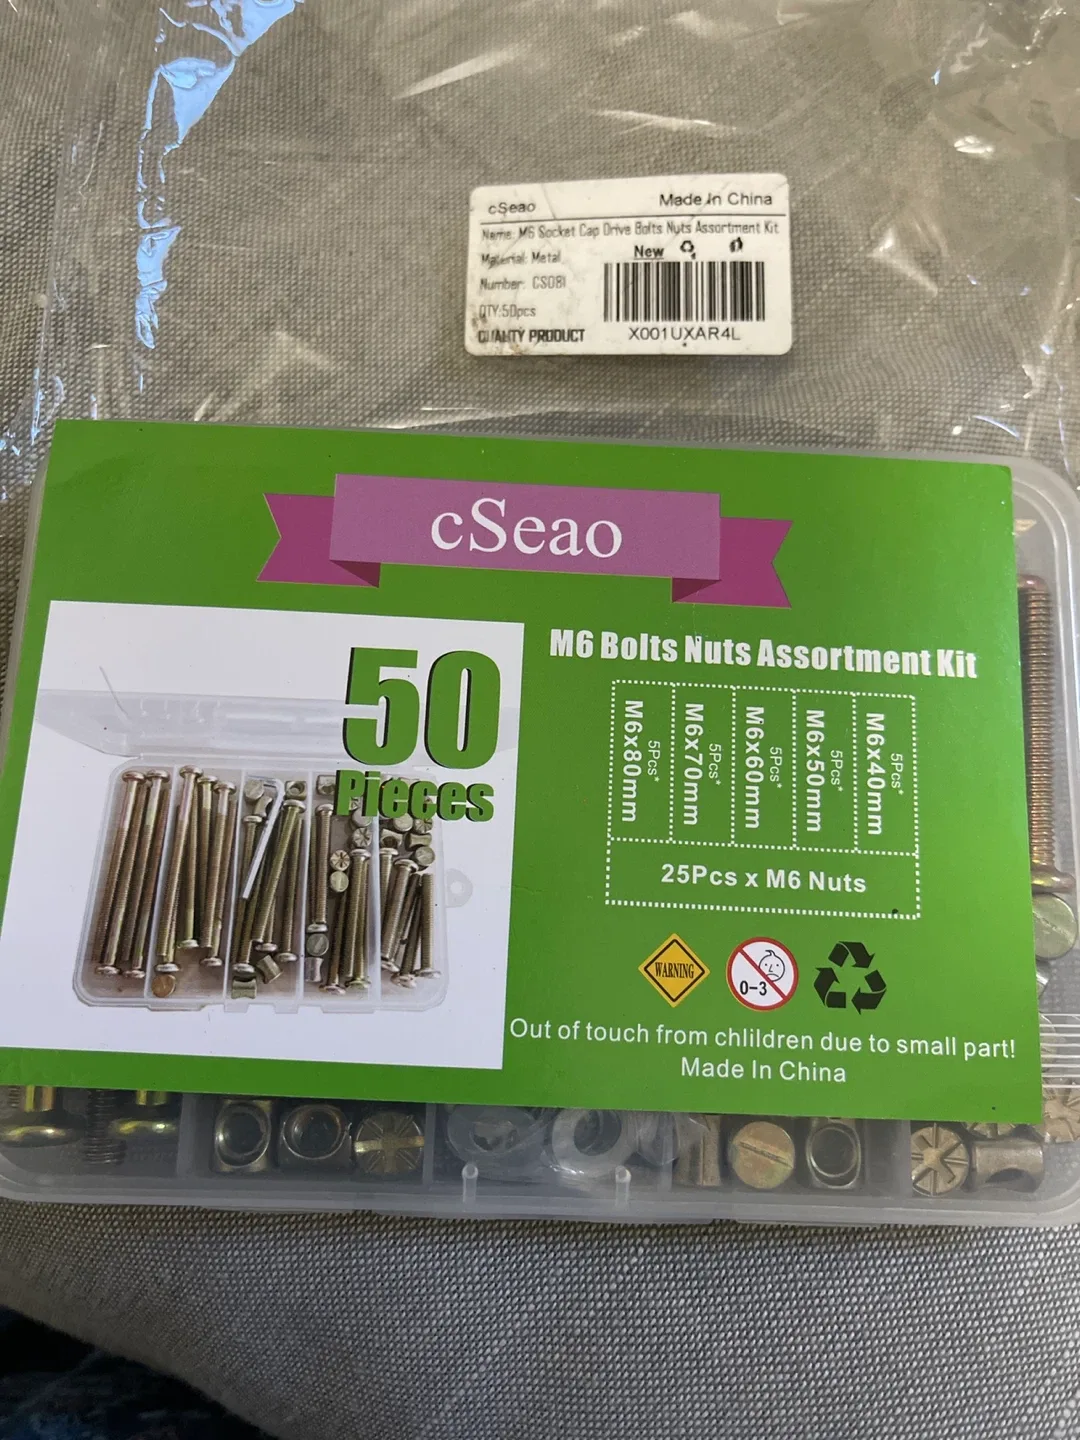 cSeao Made In China
Name: M6 Socket Cap Drive Bolts Nuts Assortment Kit
Material: Metal
New
Number: CS081
QTY:50pcs
QUALITY PRODUCT
X001UXAR4L
cSeao
50
Pieces
M6 Bolts Nuts Assortment Kit
5Pcs*
M6x80mm
5Pcs*
M6x70mm
5Pcs*
M6x60mm
5Pcs*
M6x50mm
5Pcs*
M6x40mm
25Pcs x M6 Nuts
WARNING
0-3
Out of touch from chlildren due to small part!
Made In China